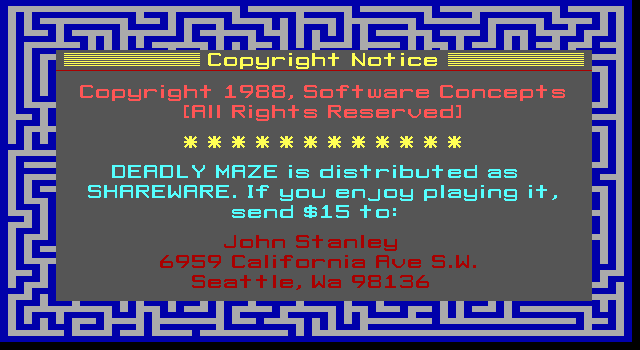 Copyright Notice
Copyright 1988, Software Concepts
[All Rights Reserved]
* * * * * * * * * * * *
DEADLY MAZE is distributed as
SHAREWARE. If you enjoy playing it,
send $15 to:
John Stanley
6959 California Ave S.W.
Seattle, Wa 98136